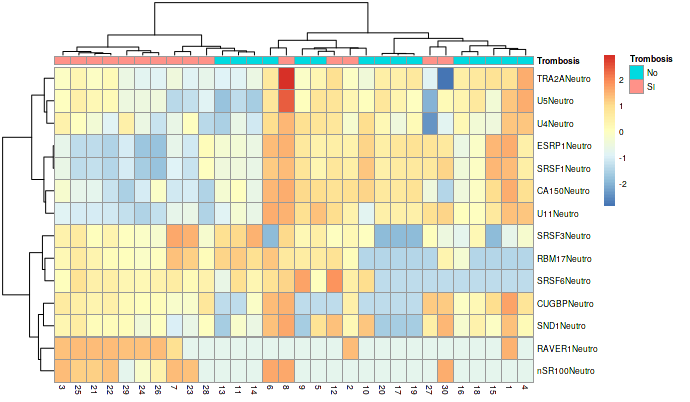 Trombosis
TRA2ANeutro
U5Neutro
U4Neutro
ESRP1Neutro
SRSF1Neutro
CA150Neutro
U11Neutro
SRSF3Neutro
RBM17Neutro
SRSF6Neutro
CUGBPNeutro
SND1Neutro
RAVER1Neutro
nSR100Neutro
3 25 21 22 29 24 26 7 23 28 13 11 14 6 8 9 5 12 2 10 20 17 19 27 30 16 18 15 1 4
2
1
0
-1
-2
Trombosis
No
SI